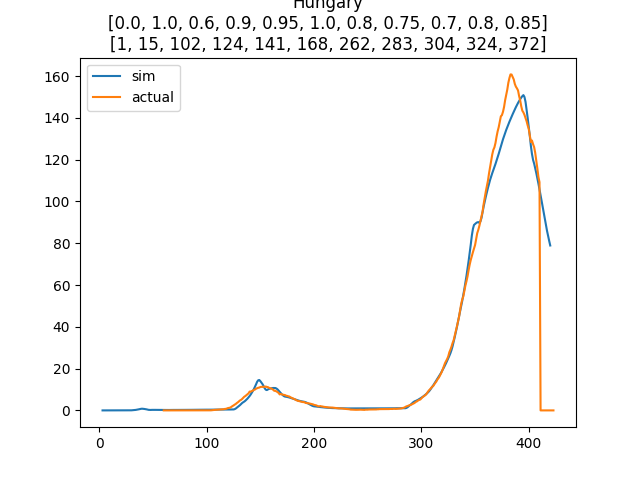 Hungary
[0.0, 1.0, 0.6, 0.9, 0.95, 1.0, 0.8, 0.75, 0.7, 0.8, 0.85]
[1, 15, 102, 124, 141, 168, 262, 283, 304, 324, 372]
sim
actual
160
140
120
100
80
60
40
20
0
0 100 200 300 400